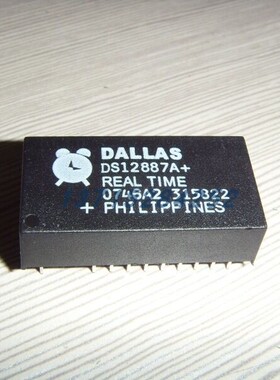 DALLAS
DS12887A+
REAL TIME
0746A2 315822
+ PHILIPPINES